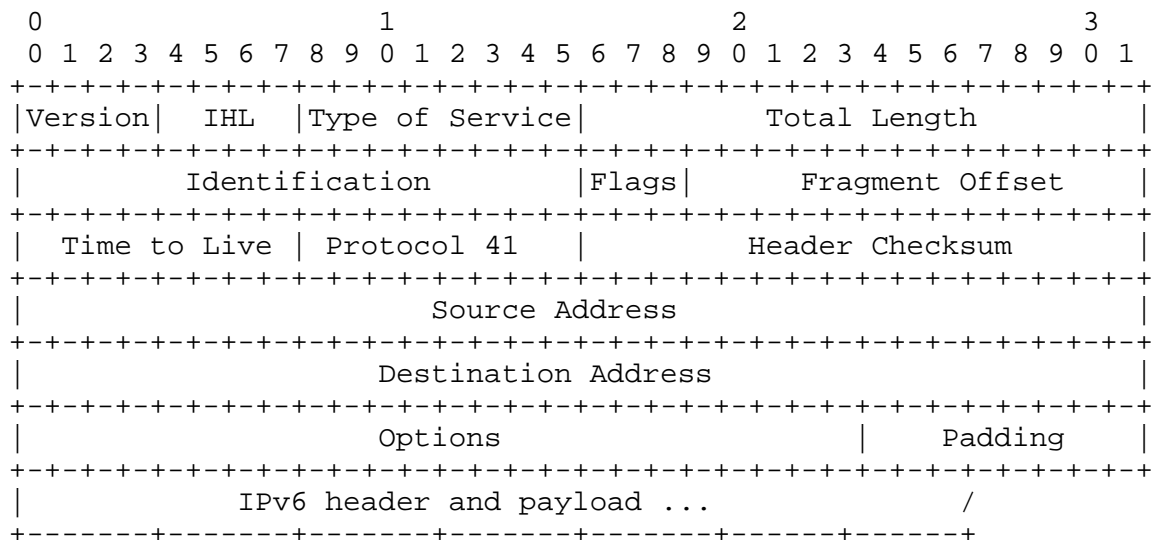 0                   1                   2                   3
 0 1 2 3 4 5 6 7 8 9 0 1 2 3 4 5 6 7 8 9 0 1 2 3 4 5 6 7 8 9 0 1
+-+-+-+-+-+-+-+-+-+-+-+-+-+-+-+-+-+-+-+-+-+-+-+-+-+-+-+-+-+-+-+-+
|Version|  IHL  |Type of Service|          Total Length         |
+-+-+-+-+-+-+-+-+-+-+-+-+-+-+-+-+-+-+-+-+-+-+-+-+-+-+-+-+-+-+-+-+
|         Identification        |Flags|      Fragment Offset    |
+-+-+-+-+-+-+-+-+-+-+-+-+-+-+-+-+-+-+-+-+-+-+-+-+-+-+-+-+-+-+-+-+
|  Time to Live | Protocol 41   |         Header Checksum       |
+-+-+-+-+-+-+-+-+-+-+-+-+-+-+-+-+-+-+-+-+-+-+-+-+-+-+-+-+-+-+-+-+
|                       Source Address                          |
+-+-+-+-+-+-+-+-+-+-+-+-+-+-+-+-+-+-+-+-+-+-+-+-+-+-+-+-+-+-+-+-+
|                    Destination Address                        |
+-+-+-+-+-+-+-+-+-+-+-+-+-+-+-+-+-+-+-+-+-+-+-+-+-+-+-+-+-+-+-+-+
|                    Options                    |    Padding    |
+-+-+-+-+-+-+-+-+-+-+-+-+-+-+-+-+-+-+-+-+-+-+-+-+-+-+-+-+-+-+-+-+
|            IPv6 header and payload ...              /
+-------+-------+-------+-------+-------+------+------+